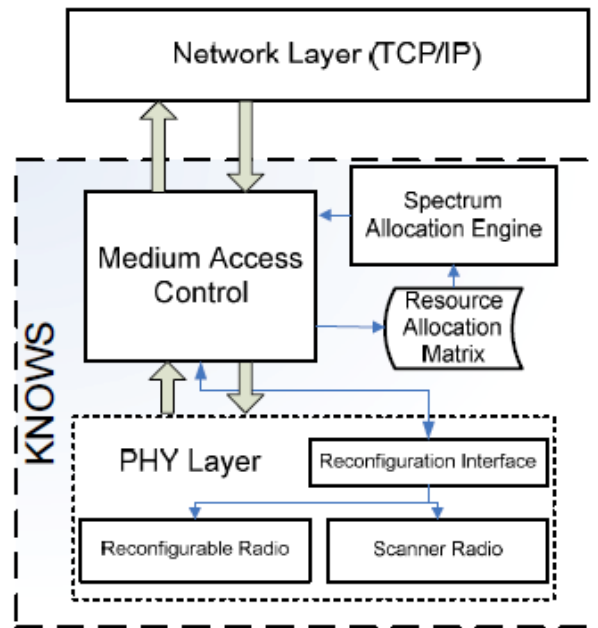 Network Layer (TCP/IP)
Spectrum
Allocation Engine
Medium Access
Control
Resource
Allocation
Matrix
KNOWS
PHY Layer
Reconfiguration Interface
Reconfigurable Radio
Scanner Radio